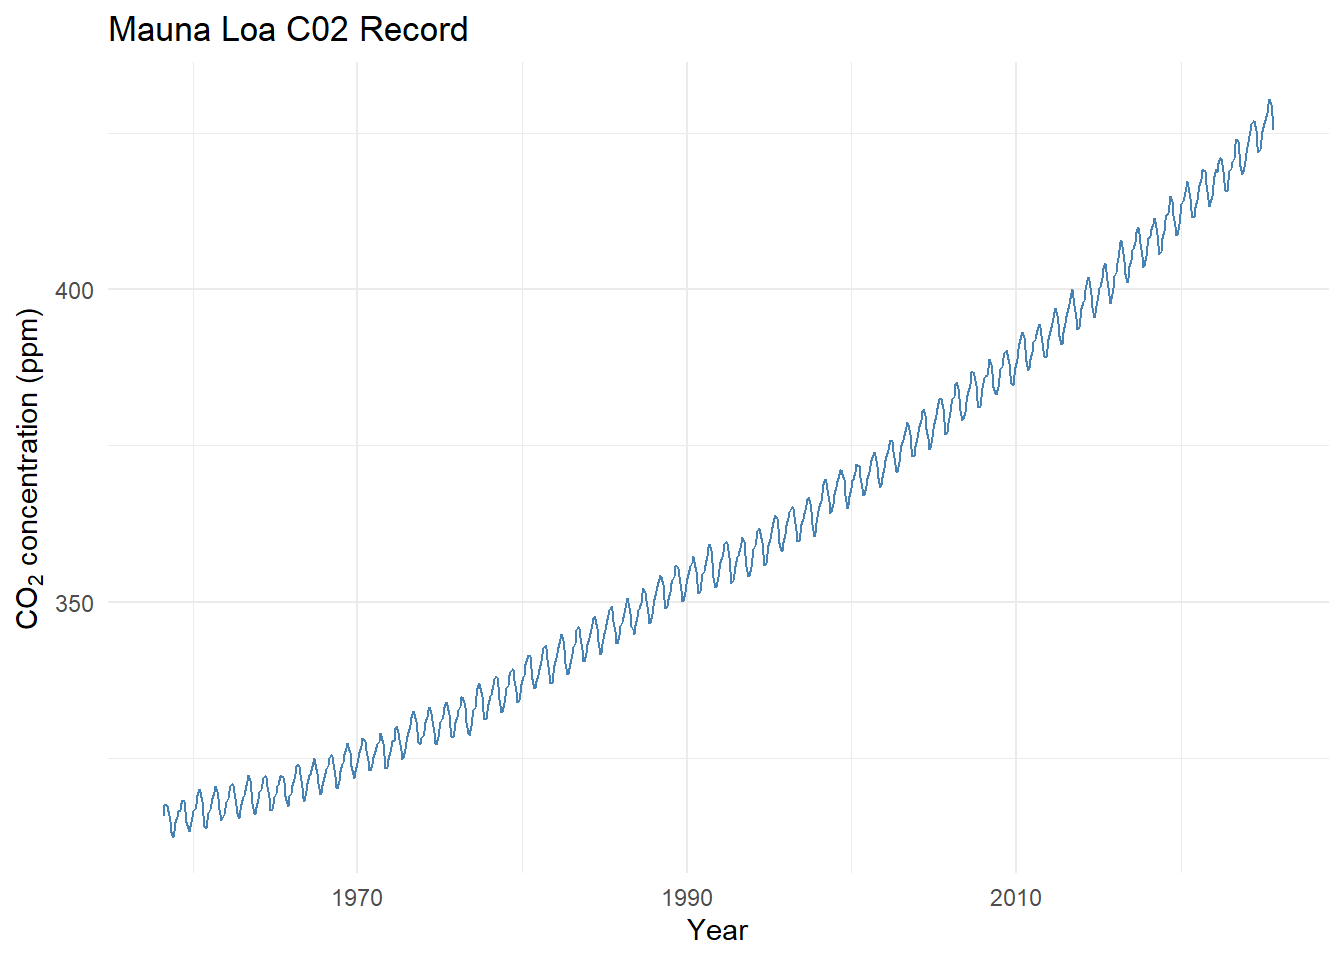 Mauna Loa C02 Record
CO₂ concentration (ppm)
400
350
1970 1990 2010
Year